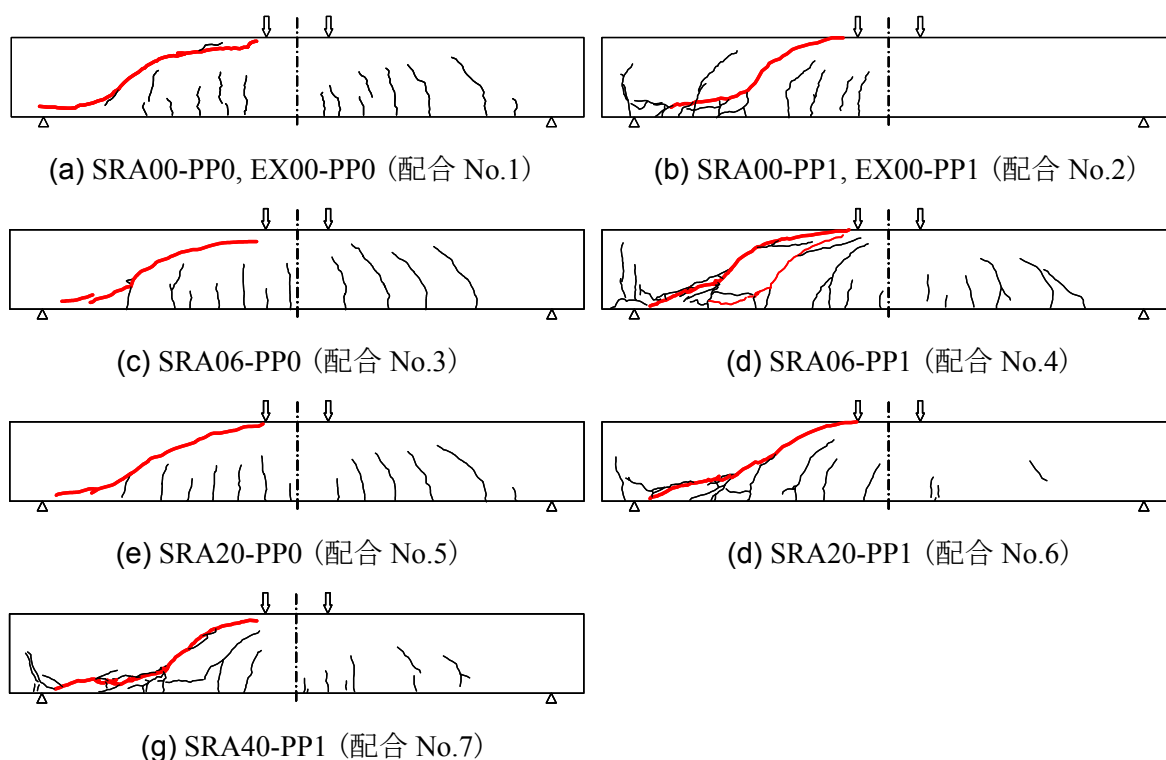 (a) SRA00-PP0, EX00-PP0 (配合 No.1)
(b) SRA00-PP1, EX00-PP1 (配合 No.2)
(c) SRA06-PP0 (配合 No.3)
(d) SRA06-PP1 (配合 No.4)
(e) SRA20-PP0 (配合 No.5)
(d) SRA20-PP1 (配合 No.6)
(g) SRA40-PP1 (配合 No.7)